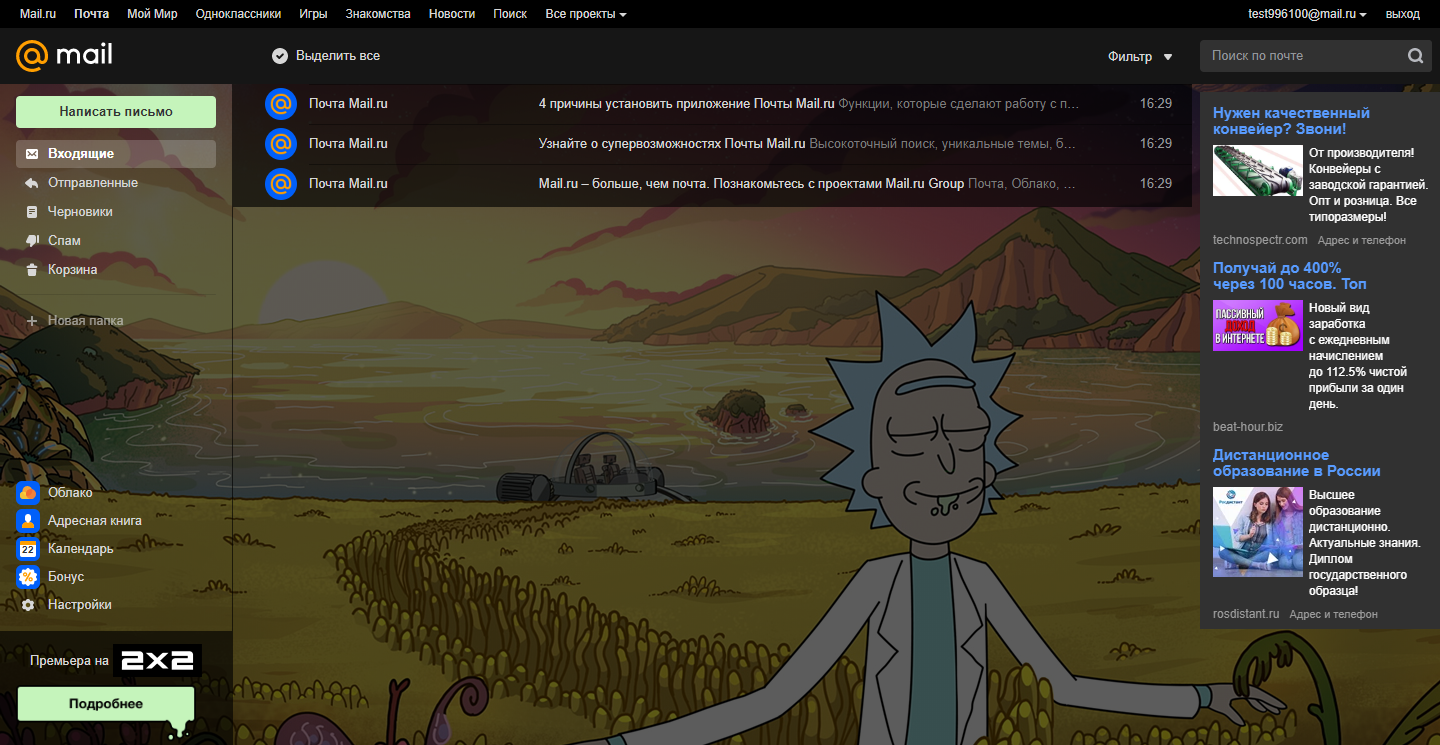 Mail.ru Почта Мой Мир Одноклассники Игры Знакомства Новости Поиск Все проекты test996100@mail.ru выход
@ mail Выделить все Фильтр Поиск по почте
Написать письмо
Входящие
Отправленные
Черновики
Спам
Корзина
Новая папка
Облако
Адресная книга
22 Календарь
% Бонус
Настройки
Премьера на 2x2
Подробнее
@ Почта Mail.ru 4 причины установить приложение Почты Mail.ru Функции, которые сделают работу с п… 16:29
@ Почта Mail.ru Узнайте о супервозможностях Почты Mail.ru Высокоточный поиск, уникальные темы, б… 16:29
@ Почта Mail.ru Mail.ru – больше, чем почта. Познакомьтесь с проектами Mail.ru Group Почта, Облако, … 16:29
Нужен качественный
конвейер? Звони!
От производителя!
Конвейеры с
заводской гарантией.
Опт и розница. Все
типоразмеры!
technospectr.com Адрес и телефон
Получай до 400%
через 100 часов. Топ
ПАССИВНЫЙ
ДОХОД
В ИНТЕРНЕТЕ
Новый вид
заработка
с ежедневным
начислением
до 112.5% чистой
прибыли за один
день.
beat-hour.biz
Дистанционное
образование в России
Росдистант
Высшее
образование
дистанционно.
Актуальные знания.
Диплом
государственного
образца!
rosdistant.ru Адрес и телефон